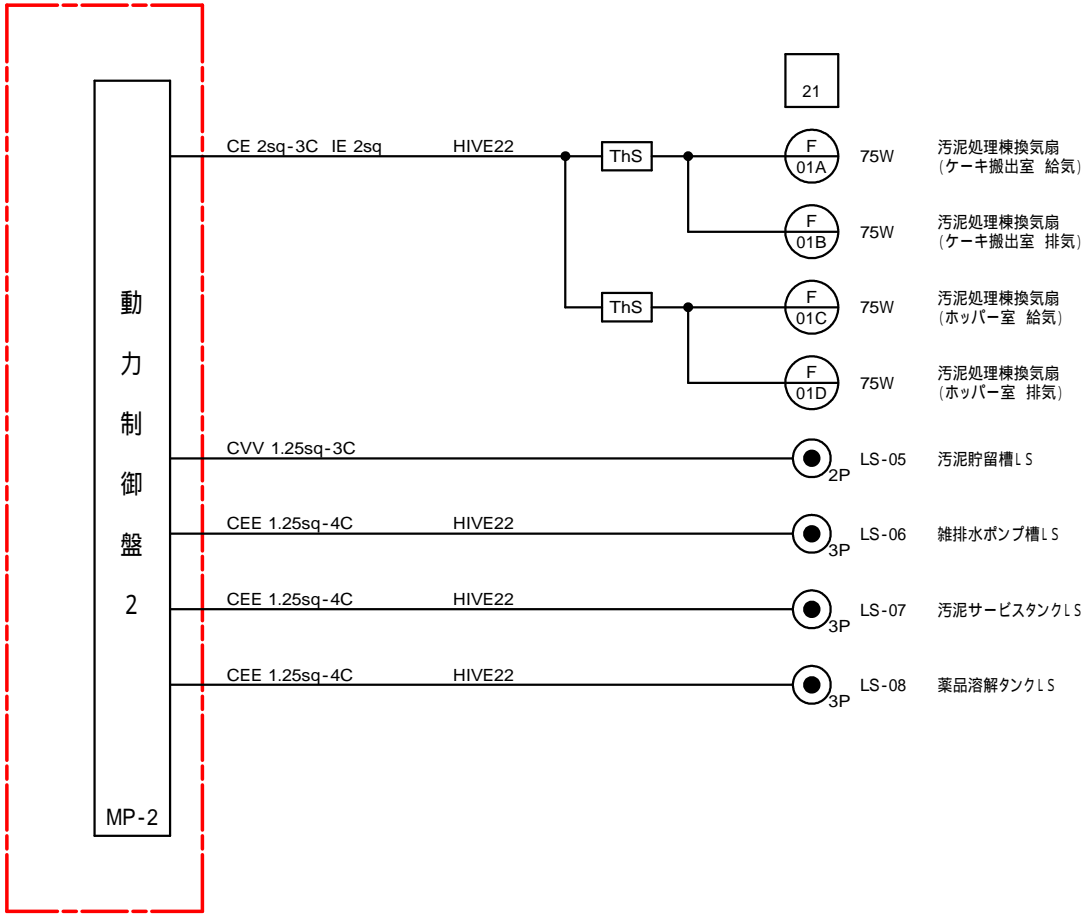 21
CE 2sq-3C IE 2sq HIVE22
ThS
F
01A
75W
汚泥処理棟換気扇
(ケーキ搬出室 給気)
F
01B
75W
汚泥処理棟換気扇
(ケーキ搬出室 排気)
ThS
F
01C
75W
汚泥処理棟換気扇
(ホッパー室 給気)
F
01D
75W
汚泥処理棟換気扇
(ホッパー室 排気)
動力制御盤2
MP-2
CVV 1.25sq-3C
2P
LS-05 汚泥貯留槽LS
CEE 1.25sq-4C HIVE22
3P
LS-06 雑排水ポンプ槽LS
CEE 1.25sq-4C HIVE22
3P
LS-07 汚泥サービスタンクLS
CEE 1.25sq-4C HIVE22
3P
LS-08 薬品溶解タンクLS